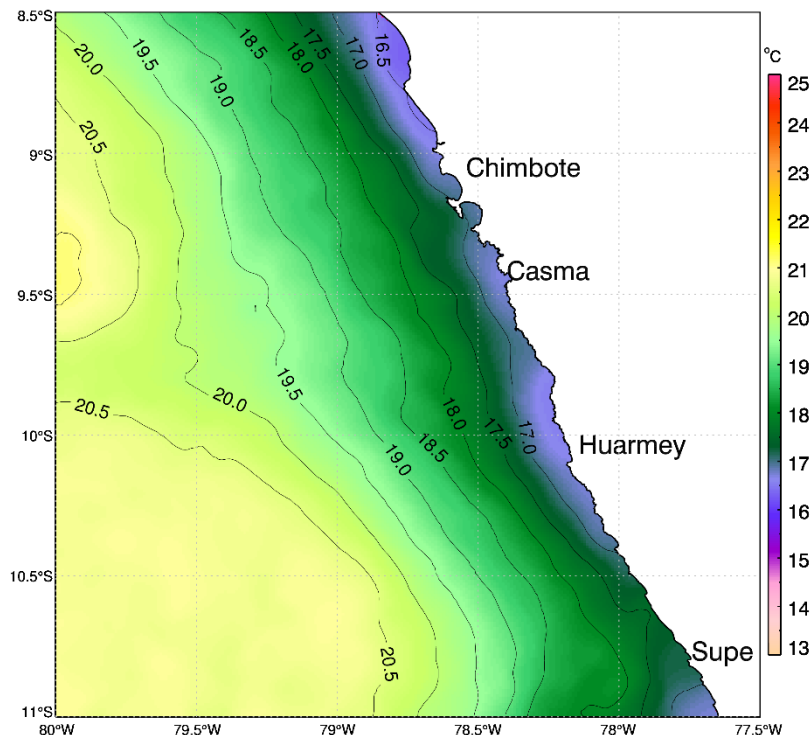 8.5°S
9°S
9.5°S
10°S
10.5°S
11°S
80°W
79.5°W
79°W
78.5°W
78°W
77.5°W
20.0
19.5
18.5
17.5
16.5
18.0
17.0
19.0
20.5
Chimbote
Casma
20.5
20.0
19.5
18.0
17.5
17.0
19.0
18.5
Huarmey
20.5
Supe
°C
25
24
23
22
21
20
19
18
17
16
15
14
13